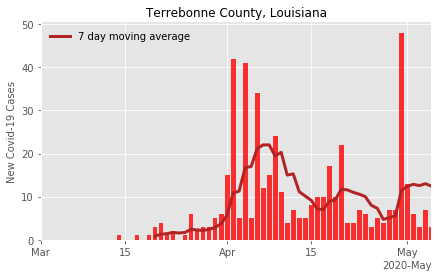 Terrebonne County, Louisiana
7 day moving average
New Covid-19 Cases
50
40
30
20
10
0
Mar
15
Apr
15
May
2020-May